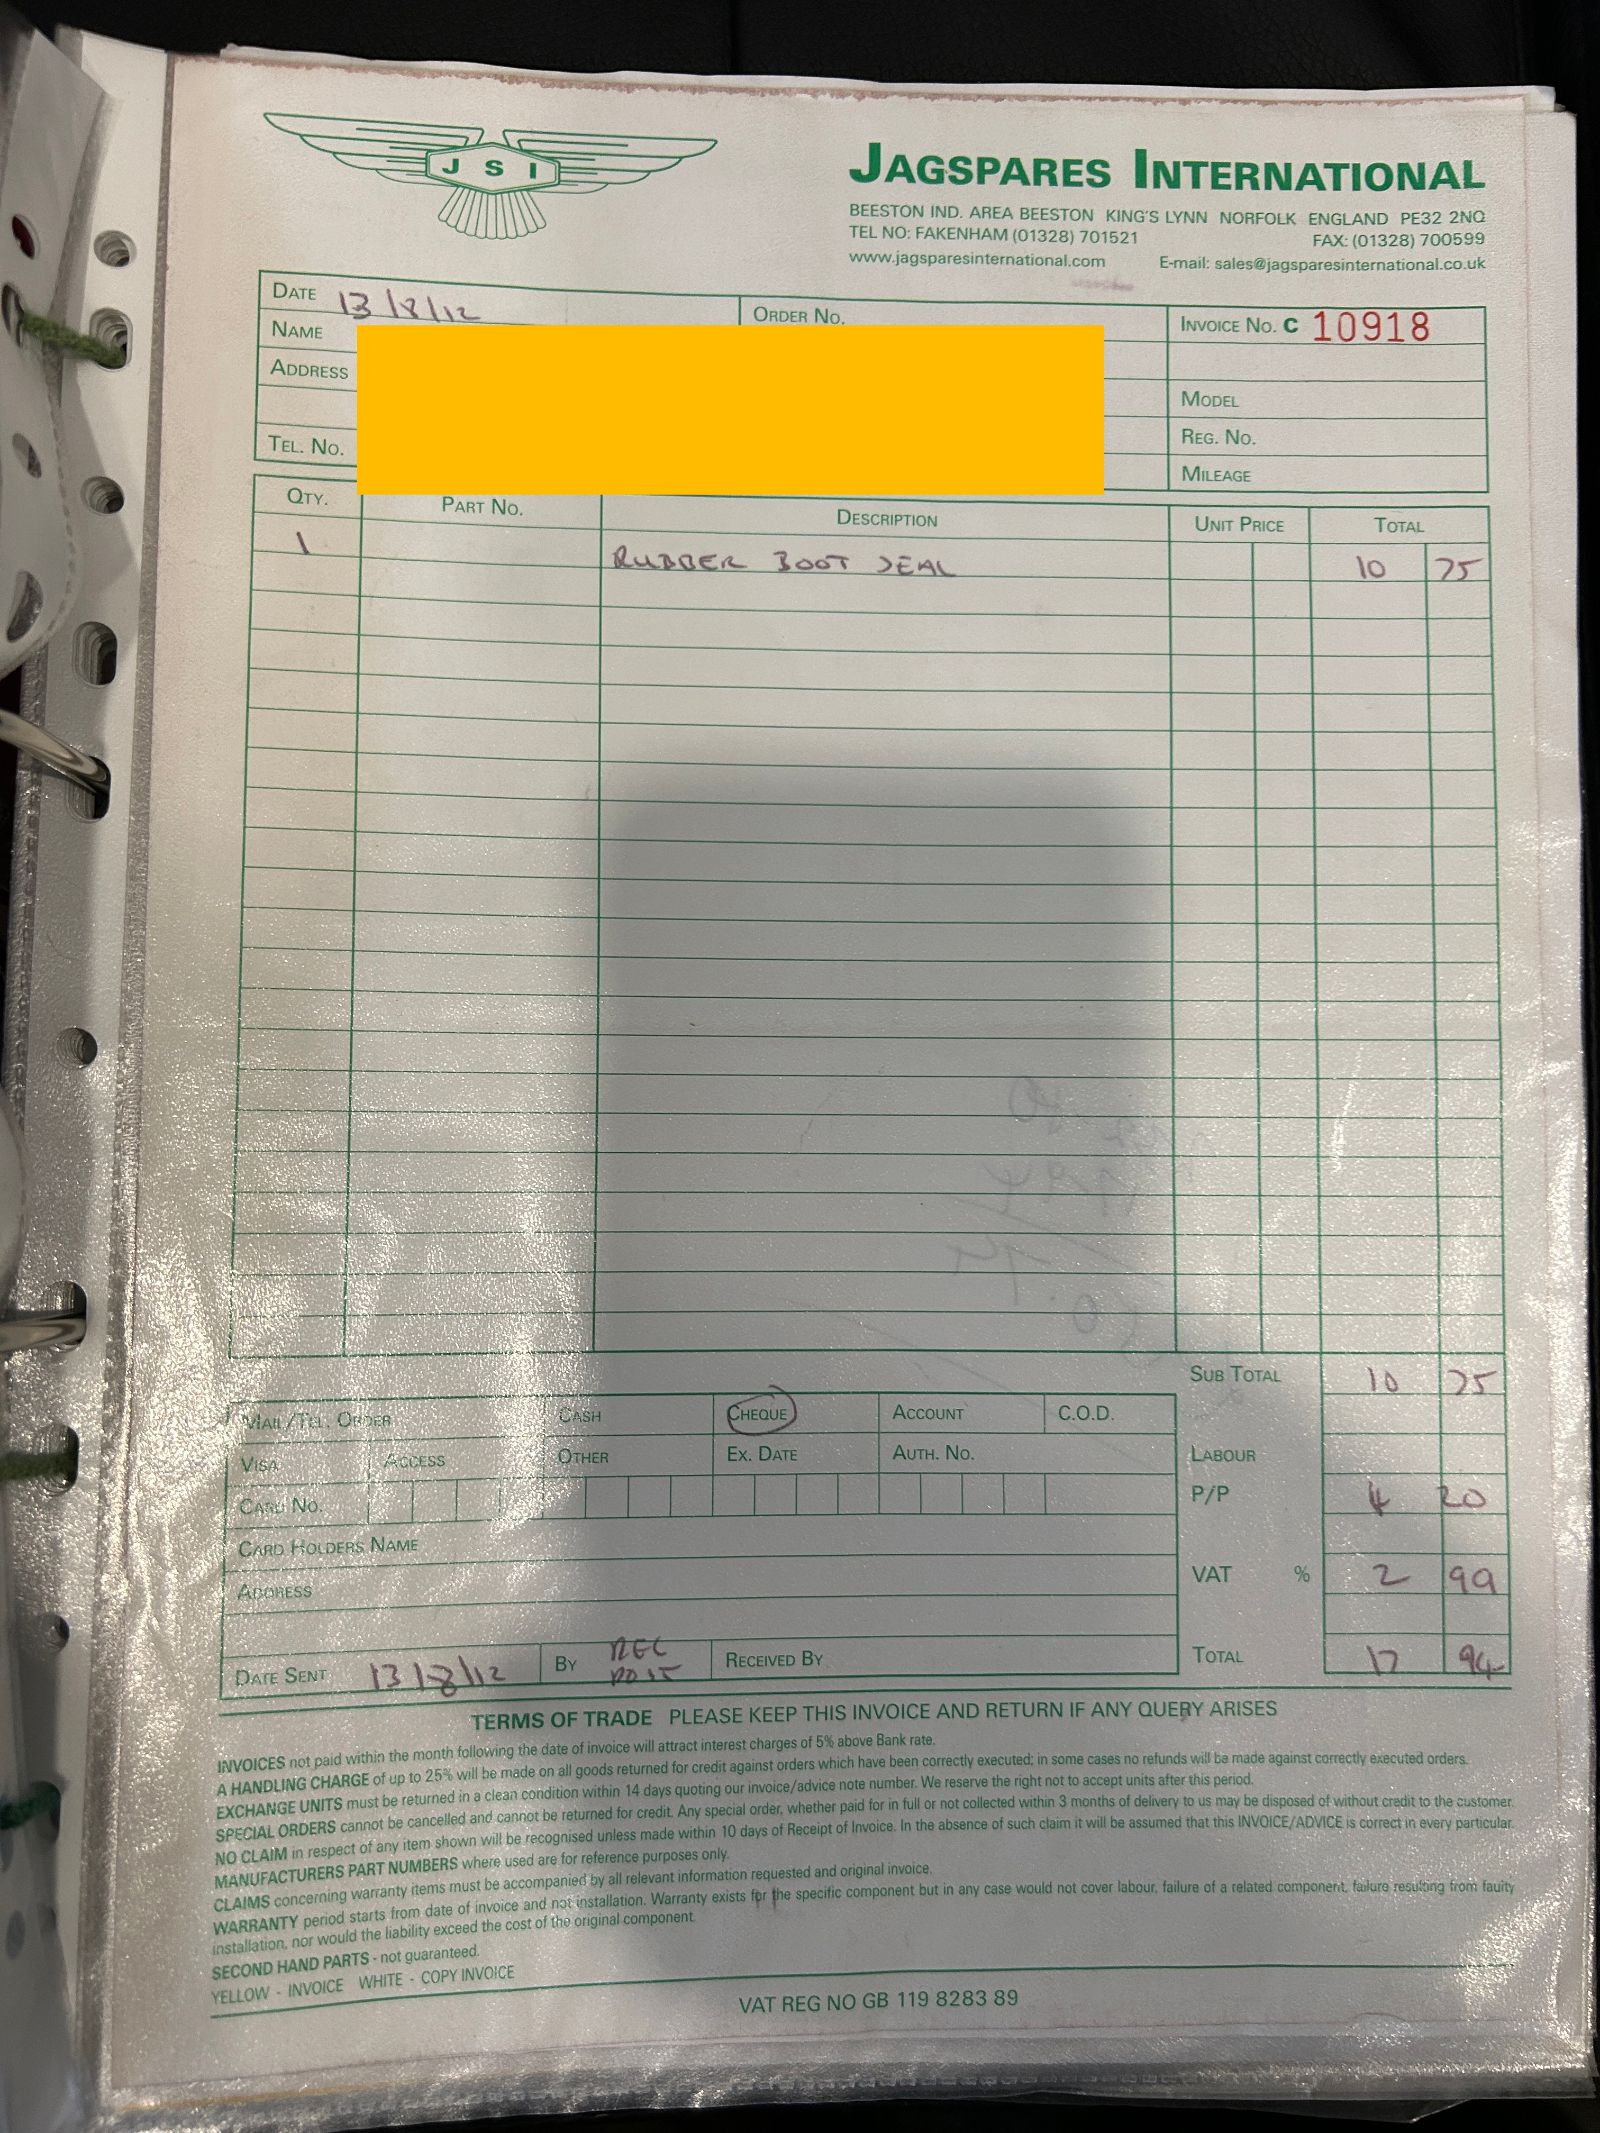 J S I
JAGSPARES INTERNATIONAL
BEESTON IND. AREA BEESTON KING'S LYNN NORFOLK ENGLAND PE32 2NQ
TEL NO: FAKENHAM (01328) 701521 FAX: (01328) 700599
www.jagsparesinternational.com E-mail: sales@jagsparesinternational.co.uk
DATE 13/8/12 ORDER NO. INVOICE NO. C 10918
NAME
ADDRESS
MODEL
REG. NO.
TEL. NO. MILEAGE
QTY. PART NO. DESCRIPTION UNIT PRICE TOTAL
1 RUBBER BOOT SEAL 10 75
SUB TOTAL 10 75
MAIL/TEL. ORDER CASH CHEQUE ACCOUNT C.O.D.
VISA ACCESS OTHER EX. DATE AUTH. NO. LABOUR
CARD NO. P/P 4 20
CARD HOLDERS NAME
ADDRESS VAT % 2 99
DATE SENT 13/8/12 BY REC POST RECEIVED BY TOTAL 17 94
TERMS OF TRADE PLEASE KEEP THIS INVOICE AND RETURN IF ANY QUERY ARISES
INVOICES not paid within the month following the date of invoice will attract interest charges of 5% above Bank rate.
A HANDLING CHARGE of up to 25% will be made on all goods returned for credit against orders which have been correctly executed; in some cases no refunds will be made against correctly executed orders.
EXCHANGE UNITS must be returned in a clean condition within 14 days quoting our invoice/advice note number. We reserve the right not to accept units after this period.
SPECIAL ORDERS cannot be cancelled and cannot be returned for credit. Any special order, whether paid for in full or not collected within 3 months of delivery to us may be disposed of without credit to the customer.
NO CLAIM in respect of any item shown will be recognised unless made within 10 days of Receipt of Invoice. In the absence of such claim it will be assumed that this INVOICE/ADVICE is correct in every particular.
MANUFACTURERS PART NUMBERS where used are for reference purposes only.
CLAIMS concerning warranty items must be accompanied by all relevant information requested and original invoice.
WARRANTY period starts from date of invoice and not installation. Warranty exists for the specific component but in any case would not cover labour, failure of a related component, failure resulting from faulty
installation, nor would the liability exceed the cost of the original component.
SECOND HAND PARTS - not guaranteed.
YELLOW - INVOICE WHITE - COPY INVOICE
VAT REG NO GB 119 8283 89